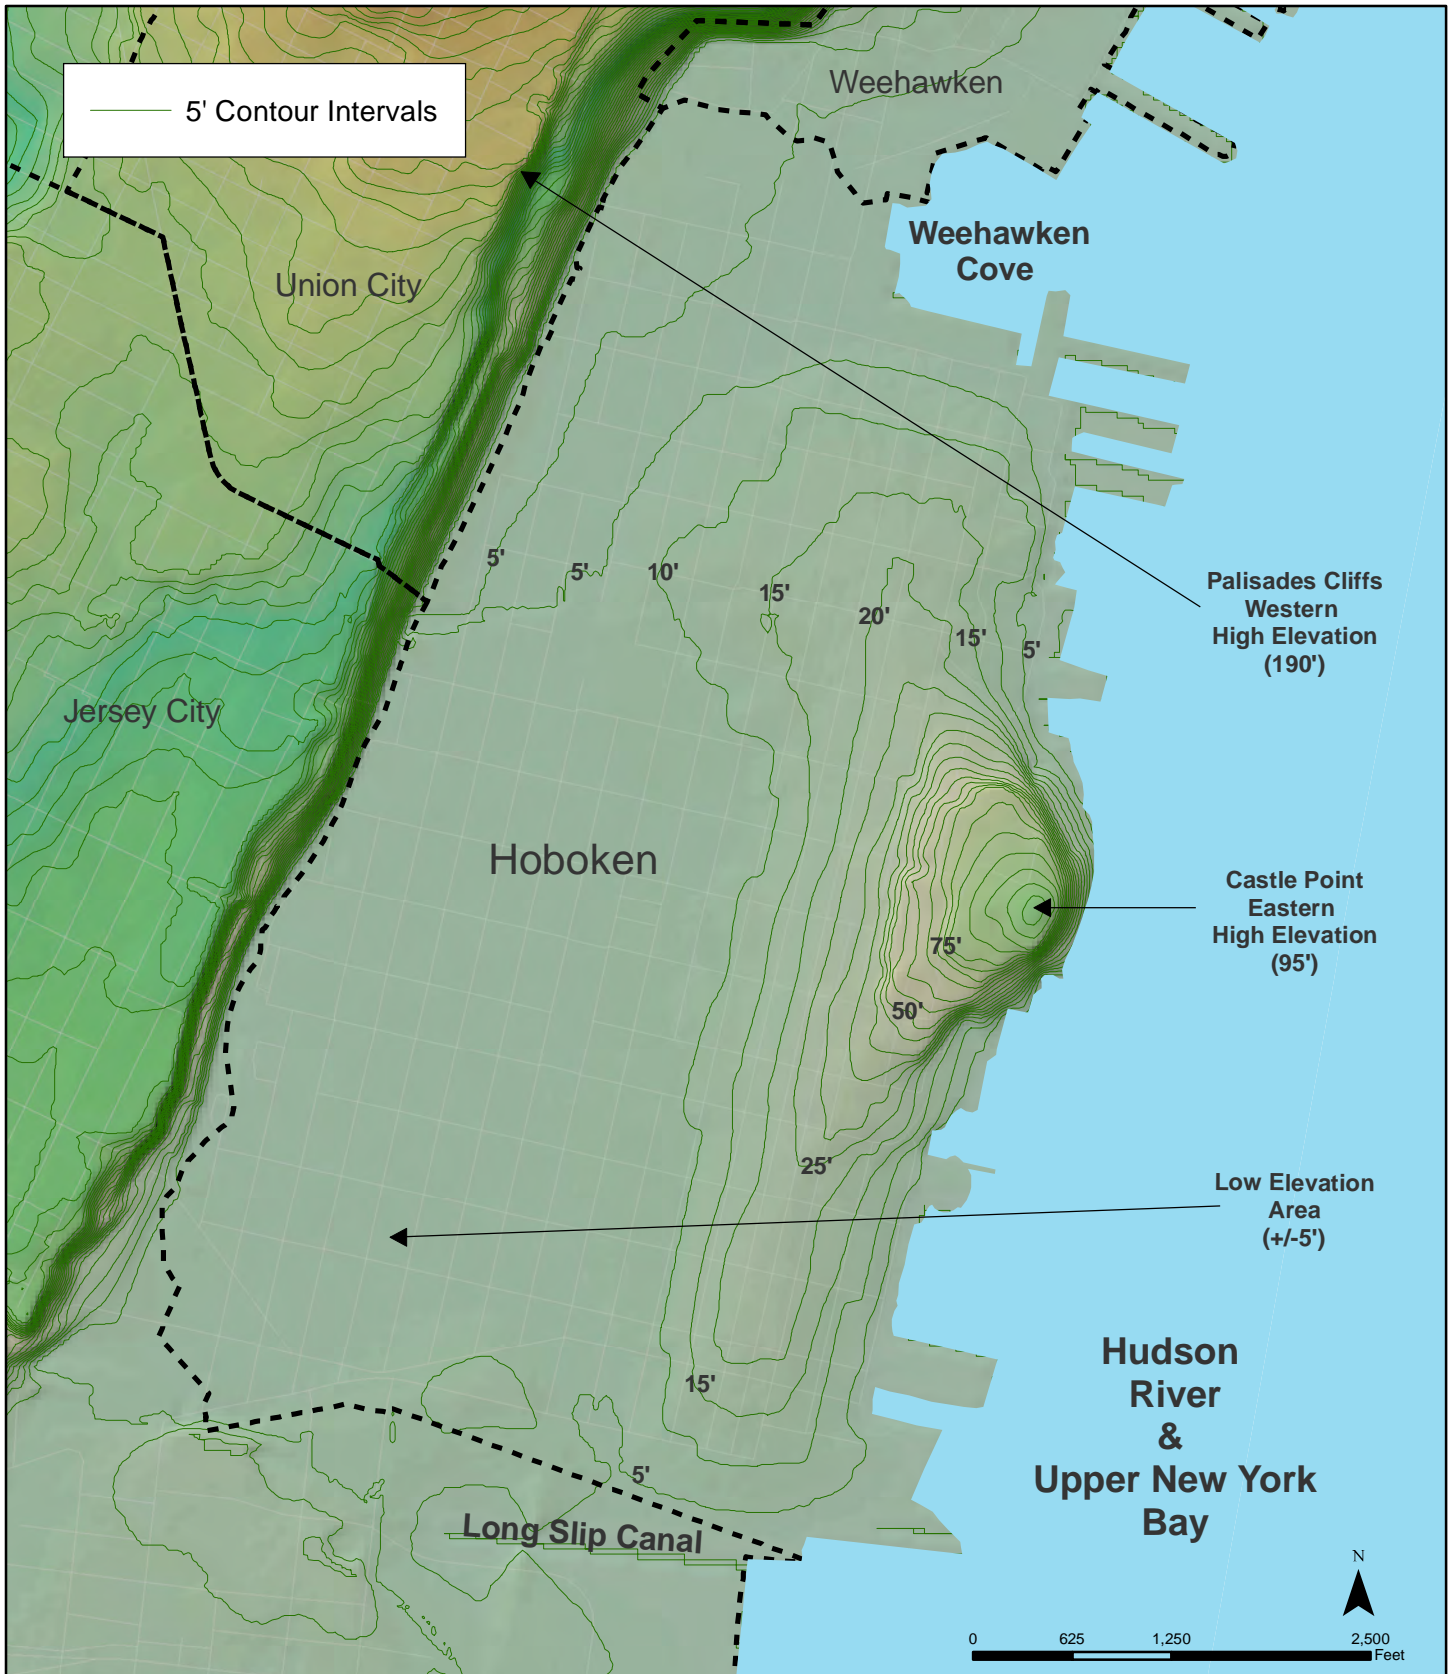 5' Contour Intervals
Weehawken
Weehawken
Cove
Union City
5'
5'
10'
15'
20'
15'
5'
Palisades Cliffs
Western
High Elevation
(190')
Jersey City
Hoboken
Castle Point
Eastern
High Elevation
(95')
75'
50'
25'
Low Elevation
Area
(+/-5')
15'
5'
Long Slip Canal
Hudson
River
&
Upper New York
Bay
N
0 625 1,250 2,500
Feet